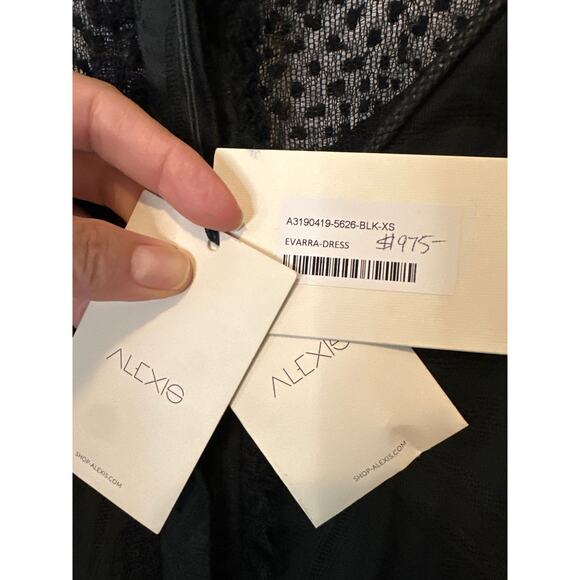 A3190419-5626-BLK-XS
EVARRA-DRESS $975-
ALEXIS
SHOP-ALEXIS.COM
ALEXIS
SHOP-ALEXIS.COM